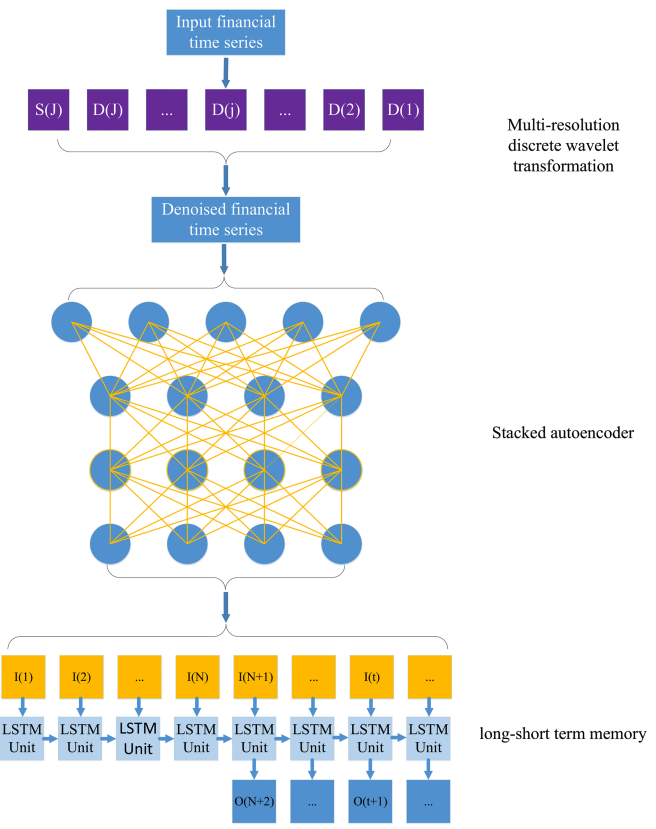 Input financial
time series
S(J) D(J) ... D(j) ... D(2) D(1)
Multi-resolution
discrete wavelet
transformation
Denoised financial
time series
Stacked autoencoder
I(1) I(2) ... I(N) I(N+1) ... I(t) ...
LSTM LSTM LSTM LSTM LSTM LSTM LSTM LSTM
Unit Unit Unit Unit Unit Unit Unit Unit
long-short term memory
O(N+2) ... O(t+1) ...